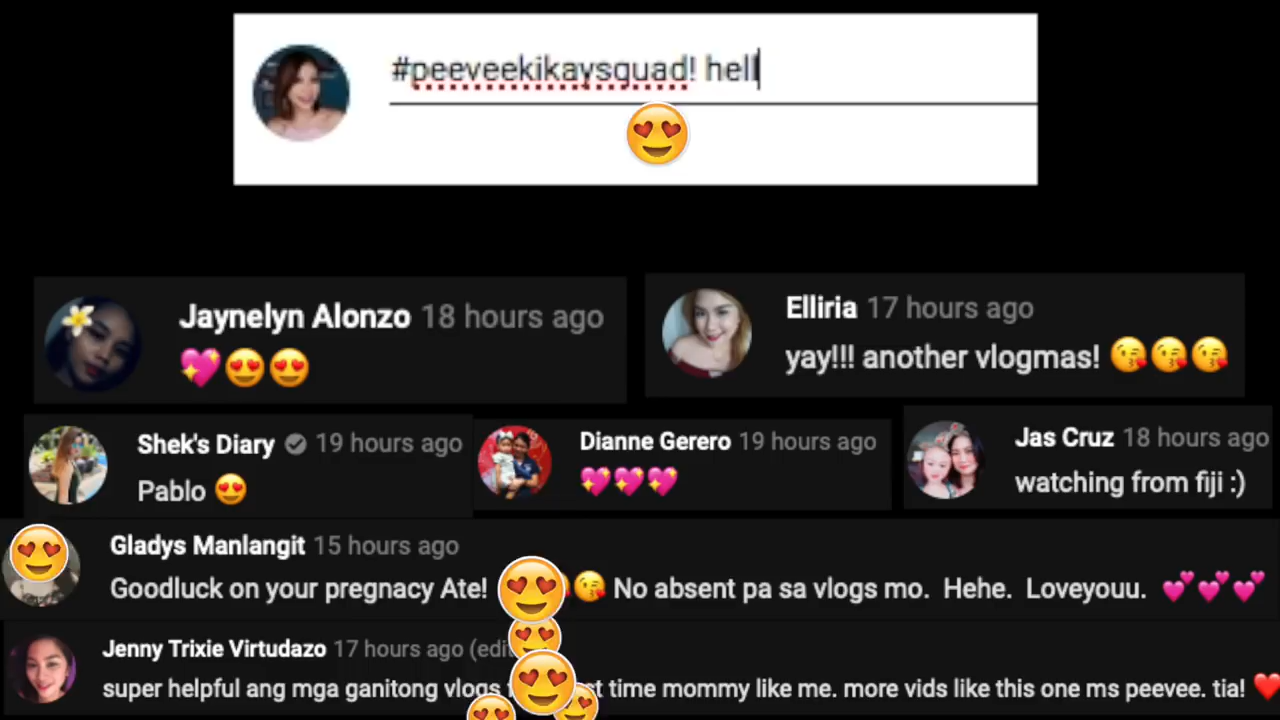 #peeveekikaysquad! hell
Jaynelyn Alonzo 18 hours ago
💖😍😍
Elliria 17 hours ago
yay!!! another vlogmas! 😘😘😘
Shek's Diary 19 hours ago
Pablo 😍
Dianne Gerero 19 hours ago
💖💖💖
Jas Cruz 18 hours ago
watching from fiji :)
Gladys Manlangit 15 hours ago
Goodluck on your pregnacy Ate! 😘 No absent pa sa vlogs mo. Hehe. Loveyouu. 💕💕💕
Jenny Trixie Virtudazo 17 hours ago
super helpful ang mga ganitong vlogs time mommy like me. more vids like this one ms peevee. tia! ❤️